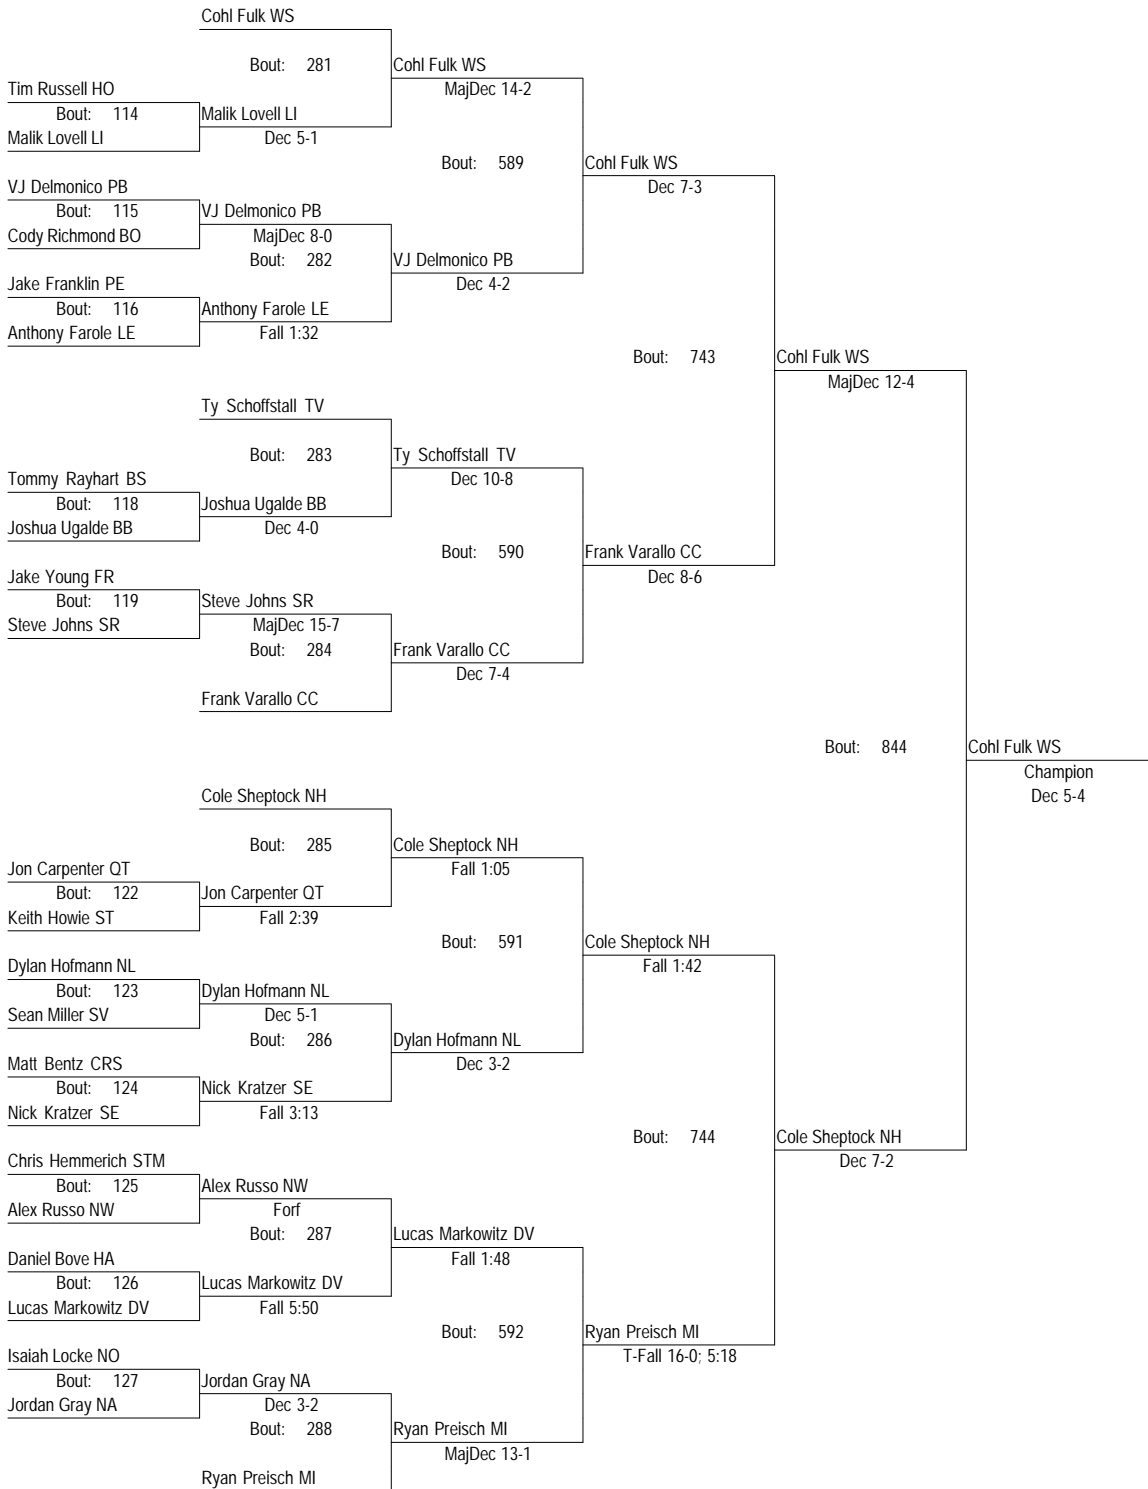 Cohl Fulk WS
Bout: 281
Cohl Fulk WS
Tim Russell HO
MajDec 14-2
Bout: 114
Malik Lovell LI
Malik Lovell LI
Dec 5-1
Bout: 589
Cohl Fulk WS
VJ Delmonico PB
Dec 7-3
Bout: 115
VJ Delmonico PB
Cody Richmond BO
MajDec 8-0
Bout: 282
VJ Delmonico PB
Jake Franklin PE
Dec 4-2
Bout: 116
Anthony Farole LE
Anthony Farole LE
Fall 1:32
Bout: 743
Cohl Fulk WS
MajDec 12-4
Ty Schoffstall TV
Bout: 283
Ty Schoffstall TV
Tommy Rayhart BS
Dec 10-8
Bout: 118
Joshua Ugalde BB
Joshua Ugalde BB
Dec 4-0
Bout: 590
Frank Varallo CC
Jake Young FR
Dec 8-6
Bout: 119
Steve Johns SR
Steve Johns SR
MajDec 15-7
Bout: 284
Frank Varallo CC
Dec 7-4
Frank Varallo CC
Bout: 844
Cohl Fulk WS
Champion
Dec 5-4
Cole Sheptock NH
Bout: 285
Cole Sheptock NH
Jon Carpenter QT
Fall 1:05
Bout: 122
Jon Carpenter QT
Keith Howie ST
Fall 2:39
Bout: 591
Cole Sheptock NH
Dylan Hofmann NL
Fall 1:42
Bout: 123
Dylan Hofmann NL
Sean Miller SV
Dec 5-1
Bout: 286
Dylan Hofmann NL
Matt Bentz CRS
Dec 3-2
Bout: 124
Nick Kratzer SE
Nick Kratzer SE
Fall 3:13
Bout: 744
Cole Sheptock NH
Chris Hemmerich STM
Dec 7-2
Bout: 125
Alex Russo NW
Alex Russo NW
Forf
Bout: 287
Lucas Markowitz DV
Daniel Bove HA
Fall 1:48
Bout: 126
Lucas Markowitz DV
Lucas Markowitz DV
Fall 5:50
Bout: 592
Ryan Preisch MI
Isaiah Locke NO
T-Fall 16-0; 5:18
Bout: 127
Jordan Gray NA
Jordan Gray NA
Dec 3-2
Bout: 288
Ryan Preisch MI
MajDec 13-1
Ryan Preisch MI